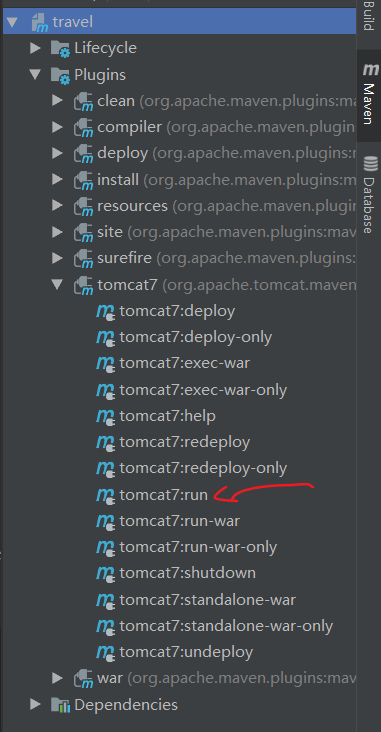 travel
Lifecycle
Plugins
clean (org.apache.maven.plugins:ma
compiler (org.apache.maven.plugins:
deploy (org.apache.maven.plugins:m
install (org.apache.maven.plugins:ma
resources (org.apache.maven.plugins
site (org.apache.maven.plugins:mave
surefire (org.apache.maven.plugins:m
tomcat7 (org.apache.tomcat.maven
tomcat7:deploy
tomcat7:deploy-only
tomcat7:exec-war
tomcat7:exec-war-only
tomcat7:help
tomcat7:redeploy
tomcat7:redeploy-only
tomcat7:run
tomcat7:run-war
tomcat7:run-war-only
tomcat7:shutdown
tomcat7:standalone-war
tomcat7:standalone-war-only
tomcat7:undeploy
war (org.apache.maven.plugins:mav
Dependencies
Build
Maven
Database